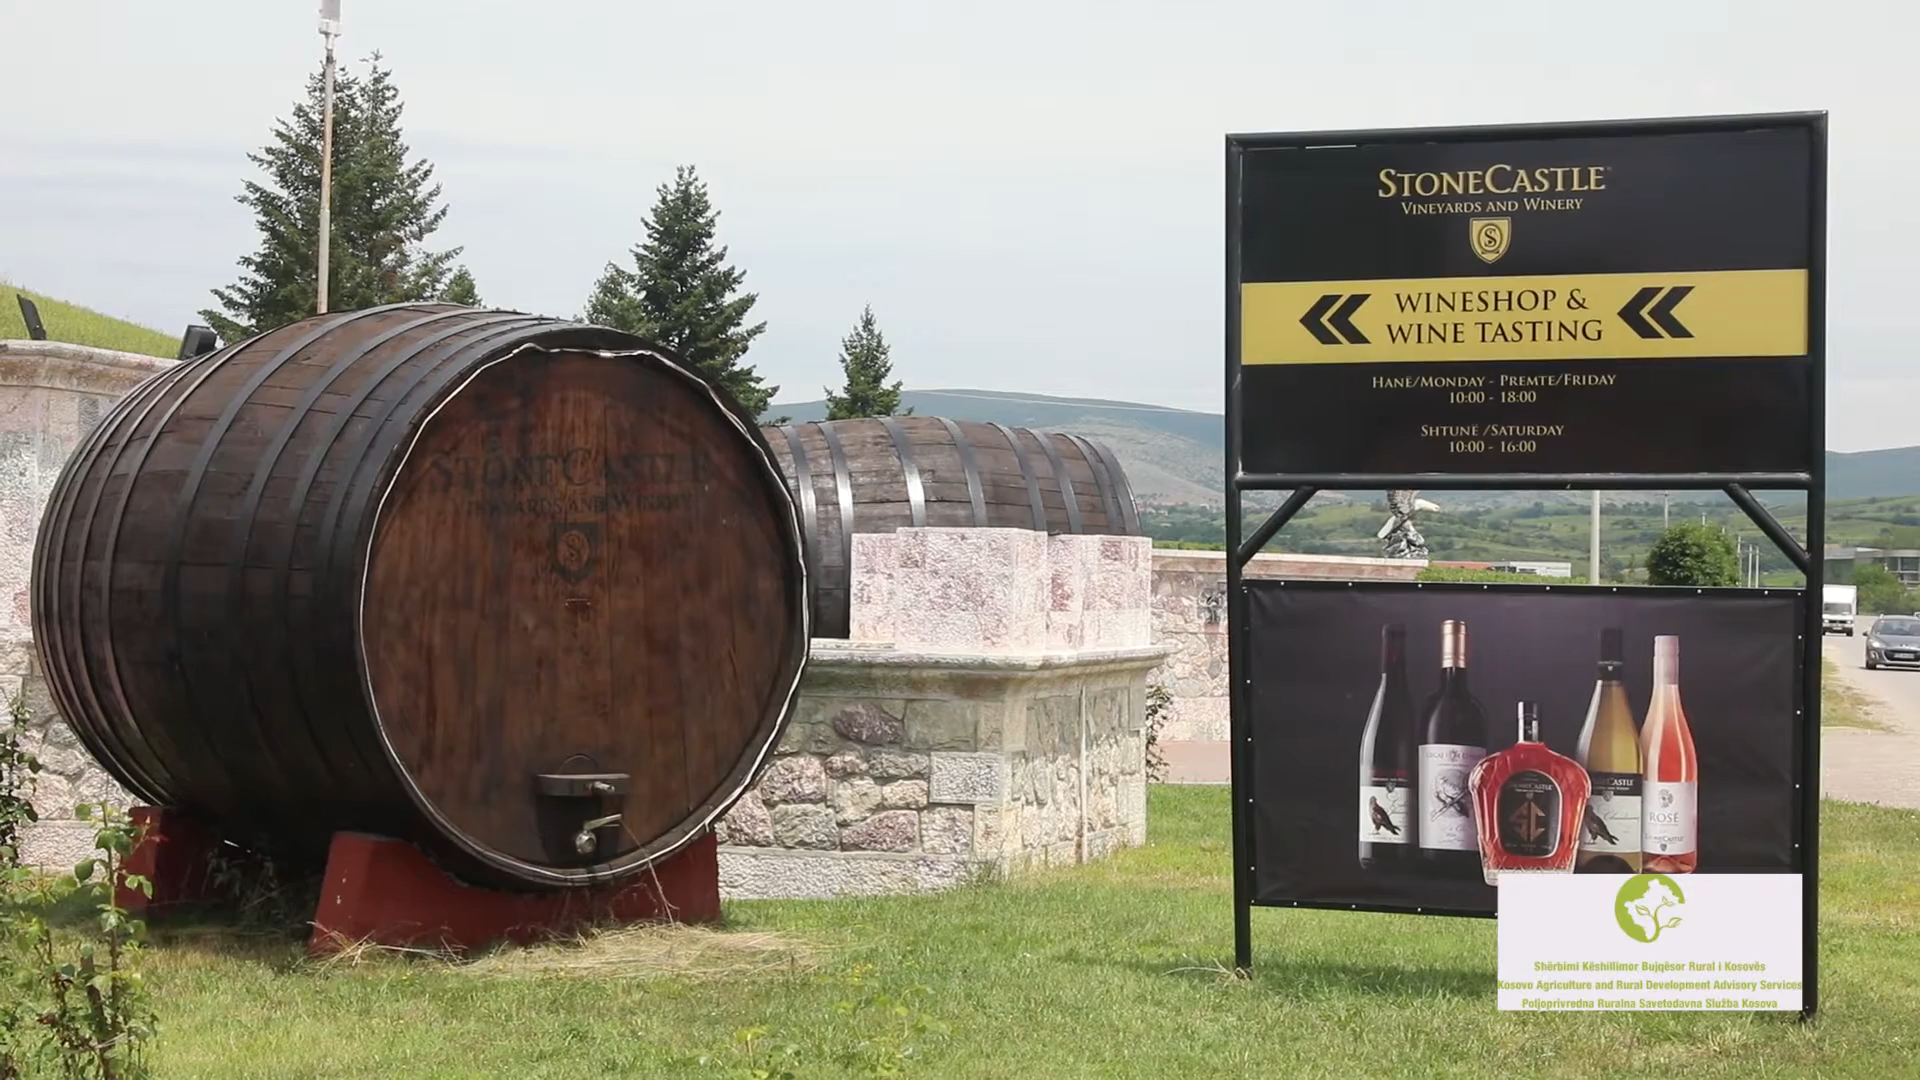 STONECASTLE
VINEYARDS AND WINERY
S
WINESHOP &
WINE TASTING
HANË/MONDAY - PREMTE/FRIDAY
10:00 - 18:00
SHTUNË /SATURDAY
10:00 - 16:00
STONECASTLE
VINEYARDS AND WINERY
S
ROSÉ
STONECASTLE
Shërbimi Këshillimor Bujqësor Rural i Kosovës
Kosovo Agriculture and Rural Development Advisory Services
Poljoprivredna Ruralna Savetodavna Služba Kosova